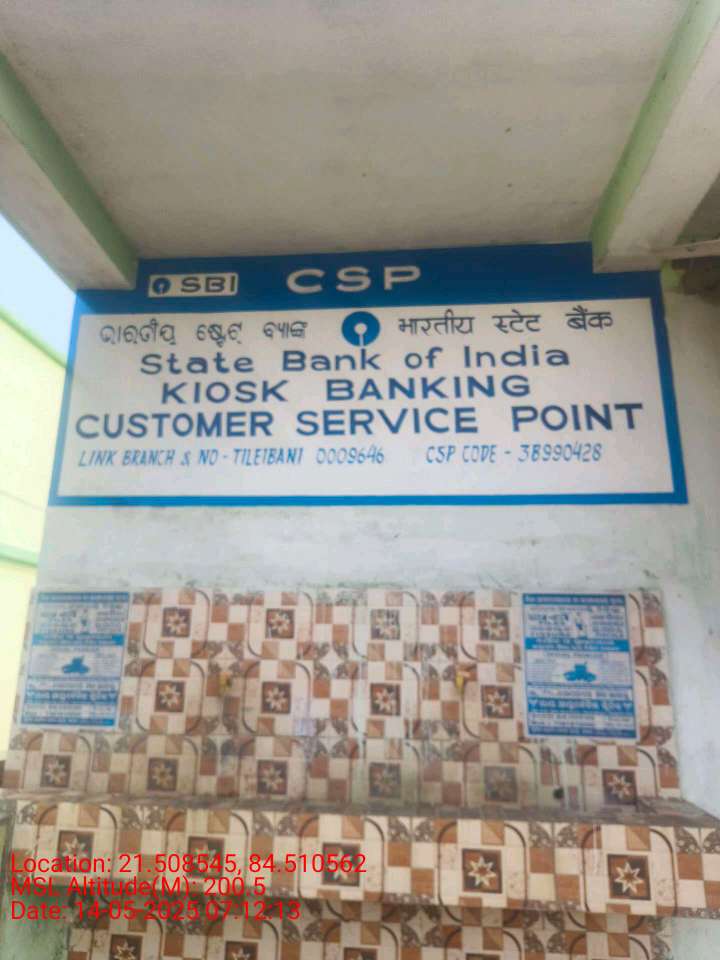 SBI CSP
ଭାରତୀୟ ଷ୍ଟେଟ୍ ବ୍ୟାଙ୍କ भारतीय स्टेट बैंक
State Bank of India
KIOSK BANKING
CUSTOMER SERVICE POINT
LINK BRANCH & NO - TILEIBANI 0009646 CSP CODE - 3B990428
Location: 21.508545, 84.510562
MSL Altitude(M): 200.5
Date: 14-05-2025 07:12:13